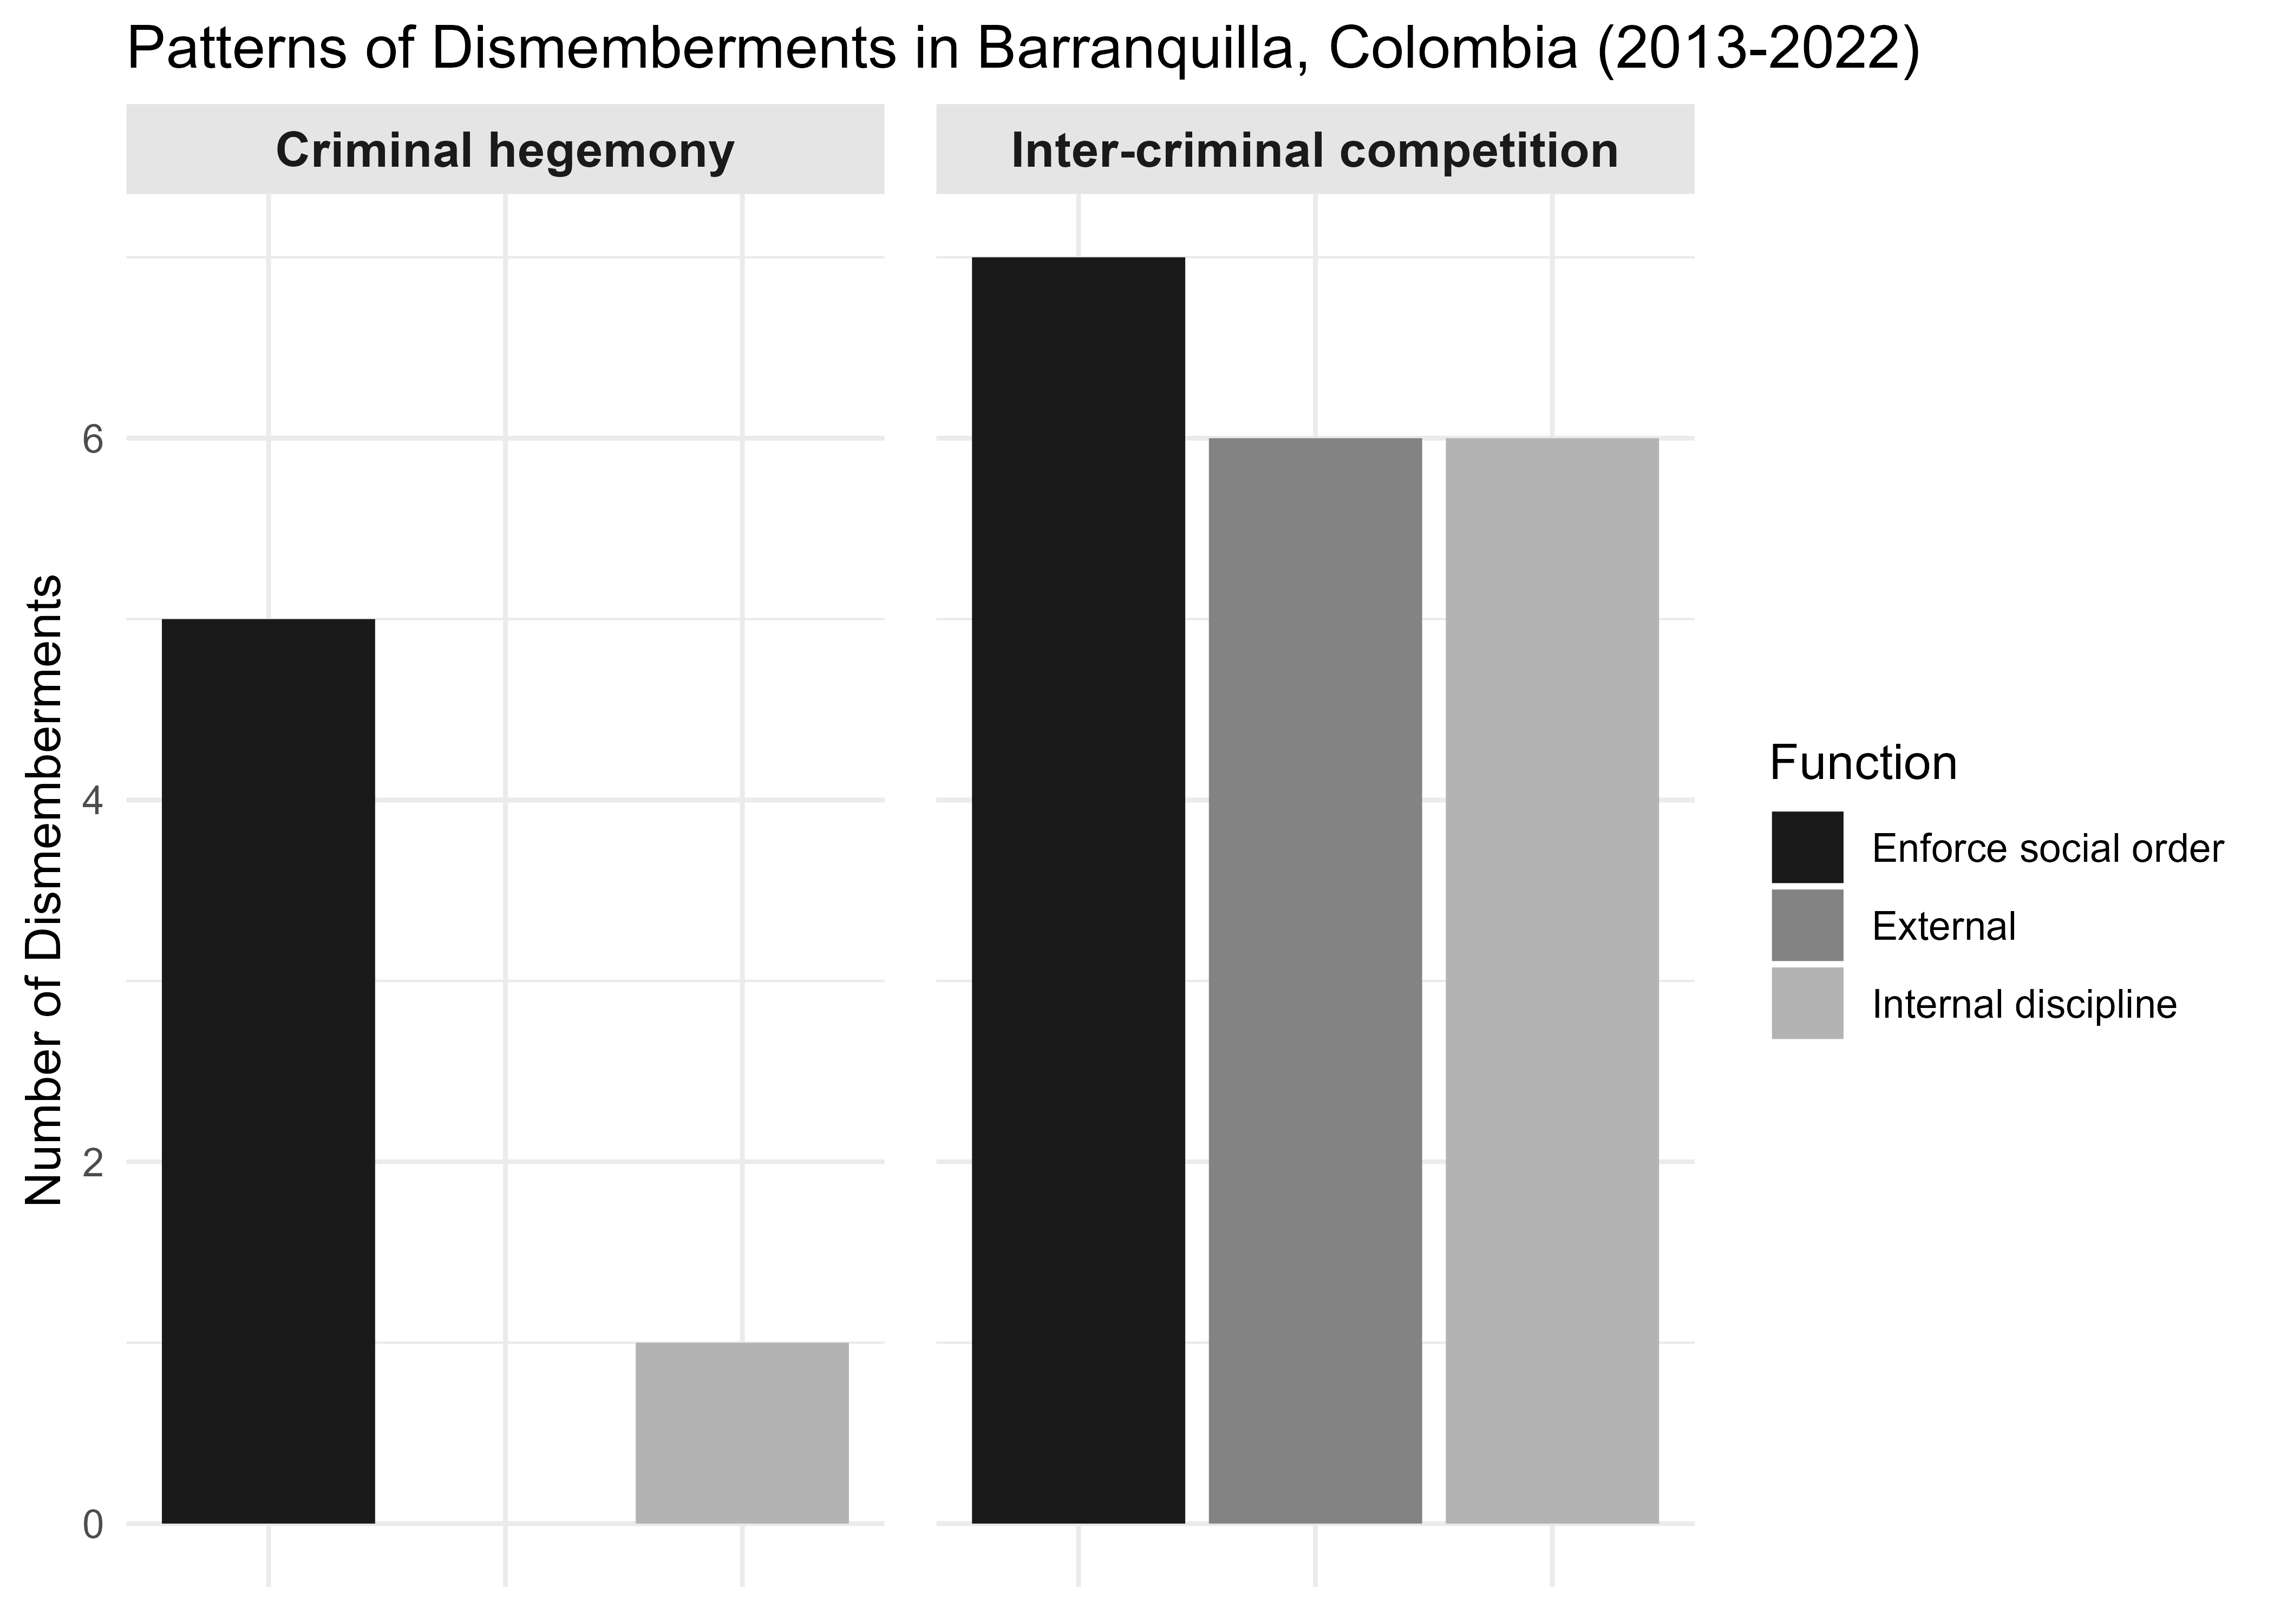 Patterns of Dismemberments in Barranquilla, Colombia (2013-2022)
Criminal hegemony
Inter-criminal competition
Number of Dismemberments
6
4
2
0
Function
Enforce social order
External
Internal discipline